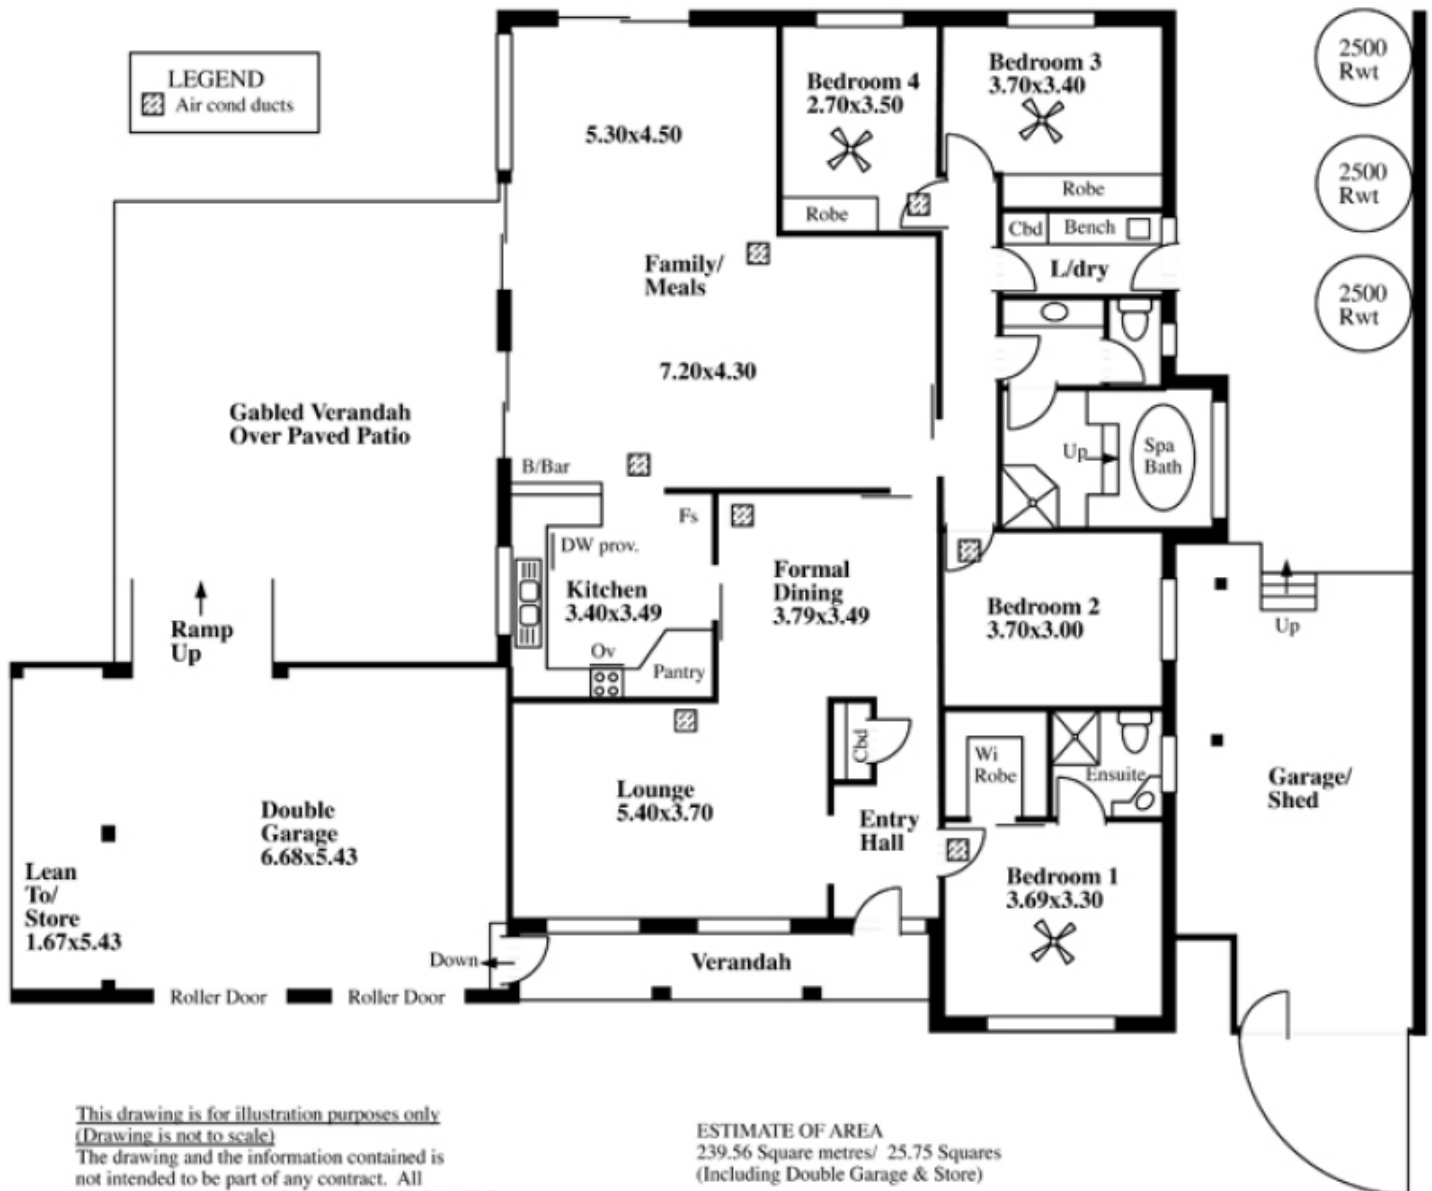 LEGEND
Air cond ducts
5.30x4.50
Bedroom 4
2.70x3.50
Robe
Bedroom 3
3.70x3.40
Robe
Cbd
Bench
L/dry
2500
Rwt
2500
Rwt
2500
Rwt
Family/
Meals
7.20x4.30
Gabled Verandah
Over Paved Patio
B/Bar
Up
Spa
Bath
Fs
DW prov.
Kitchen
3.40x3.49
Ov
Pantry
Formal
Dining
3.79x3.49
Bedroom 2
3.70x3.00
Up
Ramp
Up
Cbd
Wi
Robe
Ensuite
Garage/
Shed
Lounge
5.40x3.70
Entry
Hall
Double
Garage
6.68x5.43
Lean
To/
Store
1.67x5.43
Bedroom 1
3.69x3.30
Down
Verandah
Roller Door
Roller Door
This drawing is for illustration purposes only
(Drawing is not to scale)
The drawing and the information contained is
not intended to be part of any contract.  All
ESTIMATE OF AREA
239.56 Square metres/  25.75 Squares
(Including Double Garage & Store)